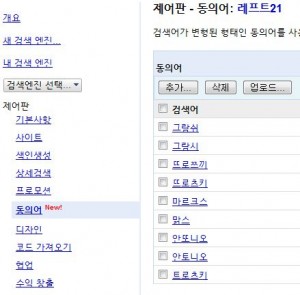 개요
새 검색 엔진...
내 검색 엔진
검색엔진 선택...
제어판
기본사항
사이트
색인생성
상세검색
프로모션
동의어 New!
디자인
코드 가져오기
협업
수익 창출
제어판 - 동의어: 레프트21
검색어가 변형된 형태인 동의어를 사용
동의어
추가... 삭제 업로드...
검색어
그람쉬
그람시
뜨로쯔끼
뜨로츠키
마르크스
맑스
안또니오
안토니오
트로츠키